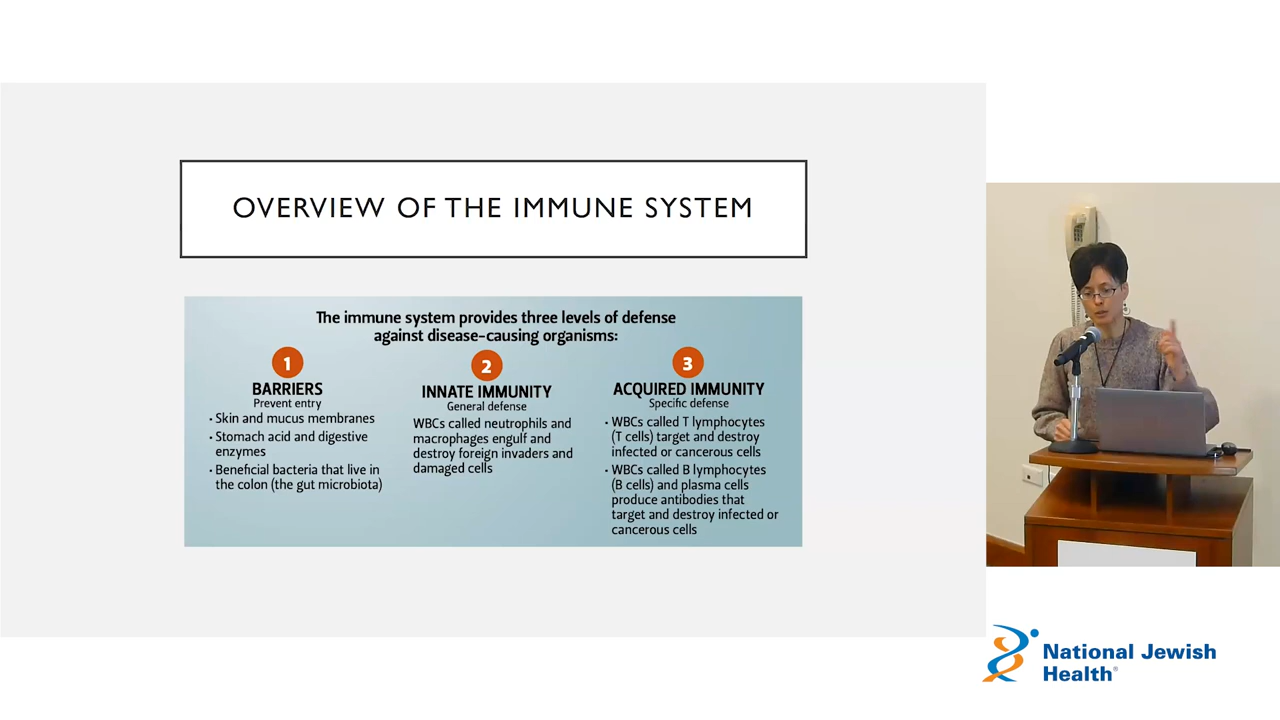 OVERVIEW OF THE IMMUNE SYSTEM
The immune system provides three levels of defense
against disease-causing organisms:
1
BARRIERS
Prevent entry
• Skin and mucus membranes
• Stomach acid and digestive
enzymes
• Beneficial bacteria that live in
the colon (the gut microbiota)
2
INNATE IMMUNITY
General defense
WBCs called neutrophils and
macrophages engulf and
destroy foreign invaders and
damaged cells
3
ACQUIRED IMMUNITY
Specific defense
• WBCs called T lymphocytes
(T cells) target and destroy
infected or cancerous cells
• WBCs called B lymphocytes
(B cells) and plasma cells
produce antibodies that
target and destroy infected or
cancerous cells
National Jewish
Health®